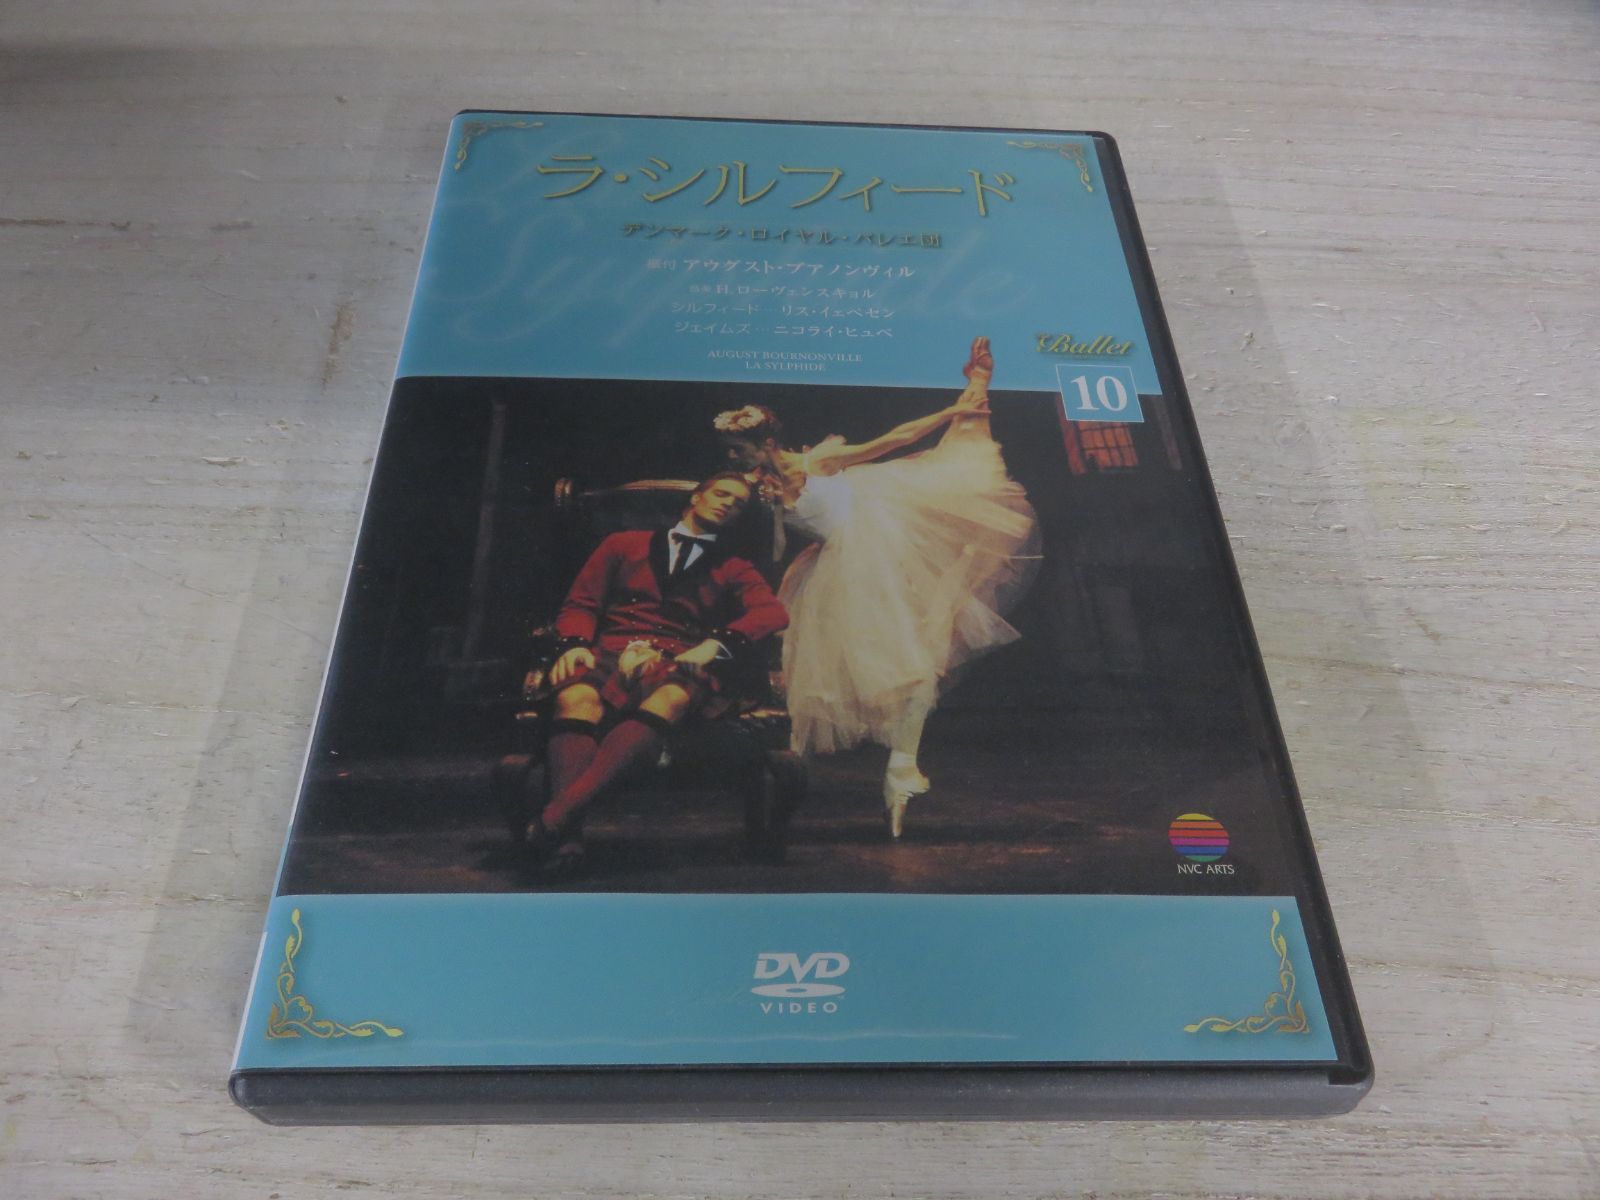 La
Sylphide
ラ・シルフィード
デンマーク・ロイヤル・バレエ団
振付 アウグスト・ブアノンヴィル
音楽 H.ローヴェンスキョル
シルフィード…リス・イェペセン
ジェイムズ…ニコライ・ヒュベ
AUGUST BOURNONVILLE
LA SYLPHIDE
Ballet
10
NVC ARTS
DVD
VIDEO